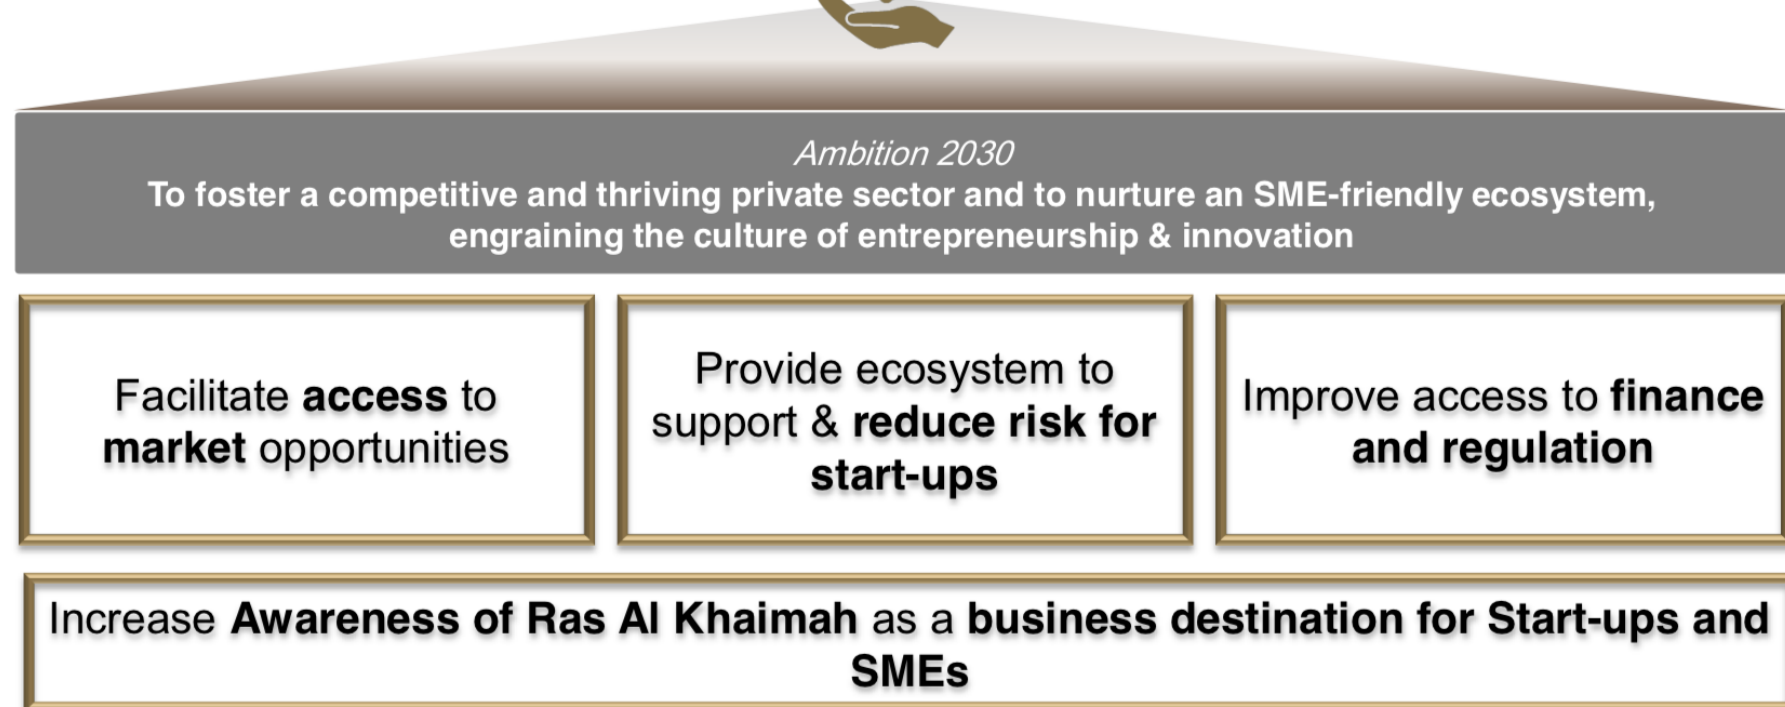 Ambition 2030
To foster a competitive and thriving private sector and to nurture an SME-friendly ecosystem,
engraining the culture of entrepreneurship & innovation
Facilitate access to
market opportunities
Provide ecosystem to
support & reduce risk for
start-ups
Improve access to finance
and regulation
Increase Awareness of Ras Al Khaimah as a business destination for Start-ups and
SMEs